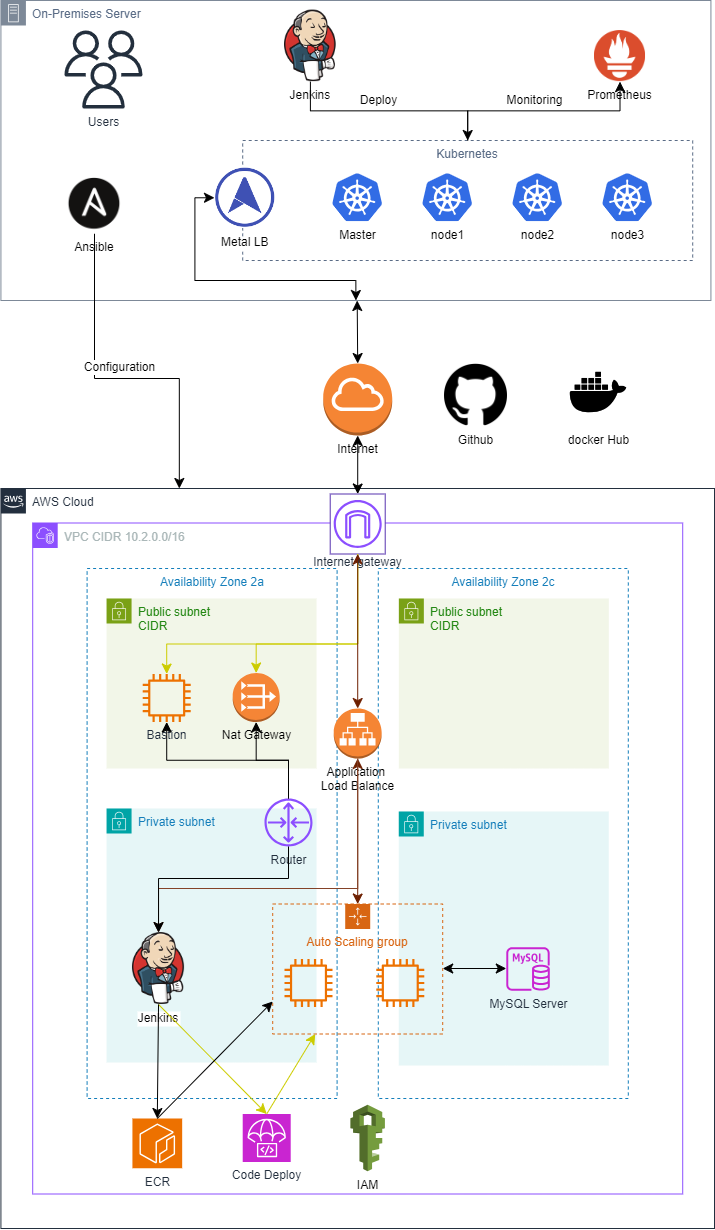 On-Premises Server
Users
Jenkins
Prometheus
Deploy
Monitoring
Kubernetes
Ansible
Metal LB
Master
node1
node2
node3
Configuration
Internet
Github
docker Hub
aws
AWS Cloud
VPC CIDR 10.2.0.0/16
Internet gateway
Availability Zone 2a
Availability Zone 2c
Public subnet
CIDR
Public subnet
CIDR
Bastion
Nat Gateway
Application
Load Balance
Private subnet
Private subnet
Router
Auto Scaling group
Jenkins
MySQL
MySQL Server
ECR
Code Deploy
IAM